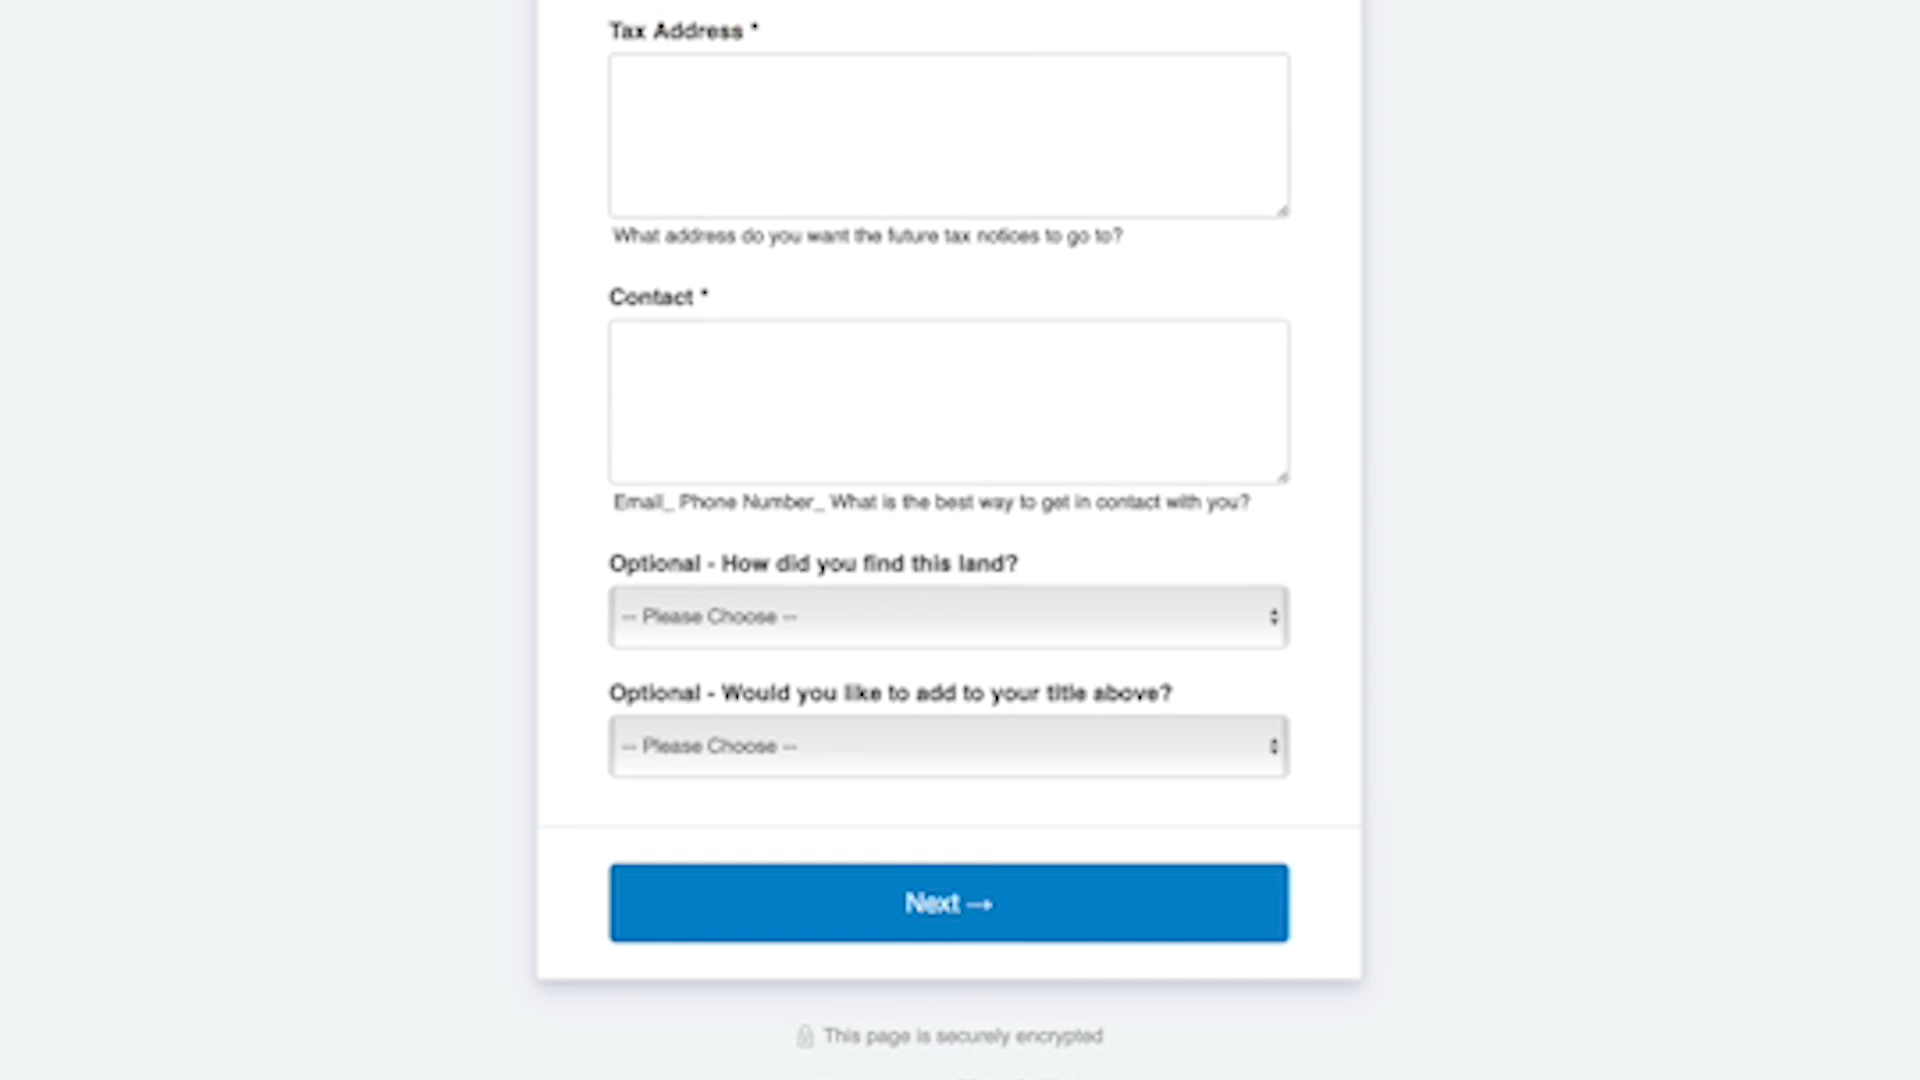 Tax Address *
What address do you want the future tax notices to go to?
Contact *
Email_ Phone Number_ What is the best way to get in contact with you?
Optional - How did you find this land?
-- Please Choose --
Optional - Would you like to add to your title above?
-- Please Choose --
Next →
This page is securely encrypted